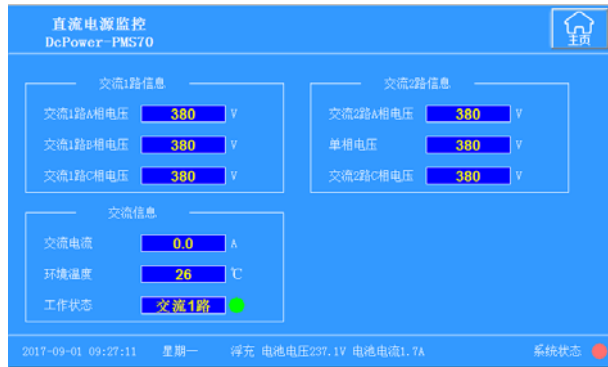 直流电源监控
DcPower-PMS70
主页
交流1路信息
交流1路A相电压 380 V
交流1路B相电压 380 V
交流1路C相电压 380 V
交流2路信息
交流2路A相电压 380 V
单相电压 380 V
交流2路C相电压 380 V
交流信息
交流电流 0.0 A
环境温度 26 ℃
工作状态 交流1路
2017-09-01 09:27:11 星期一 浮充 电池电压237.1V 电池电流1.7A 系统状态